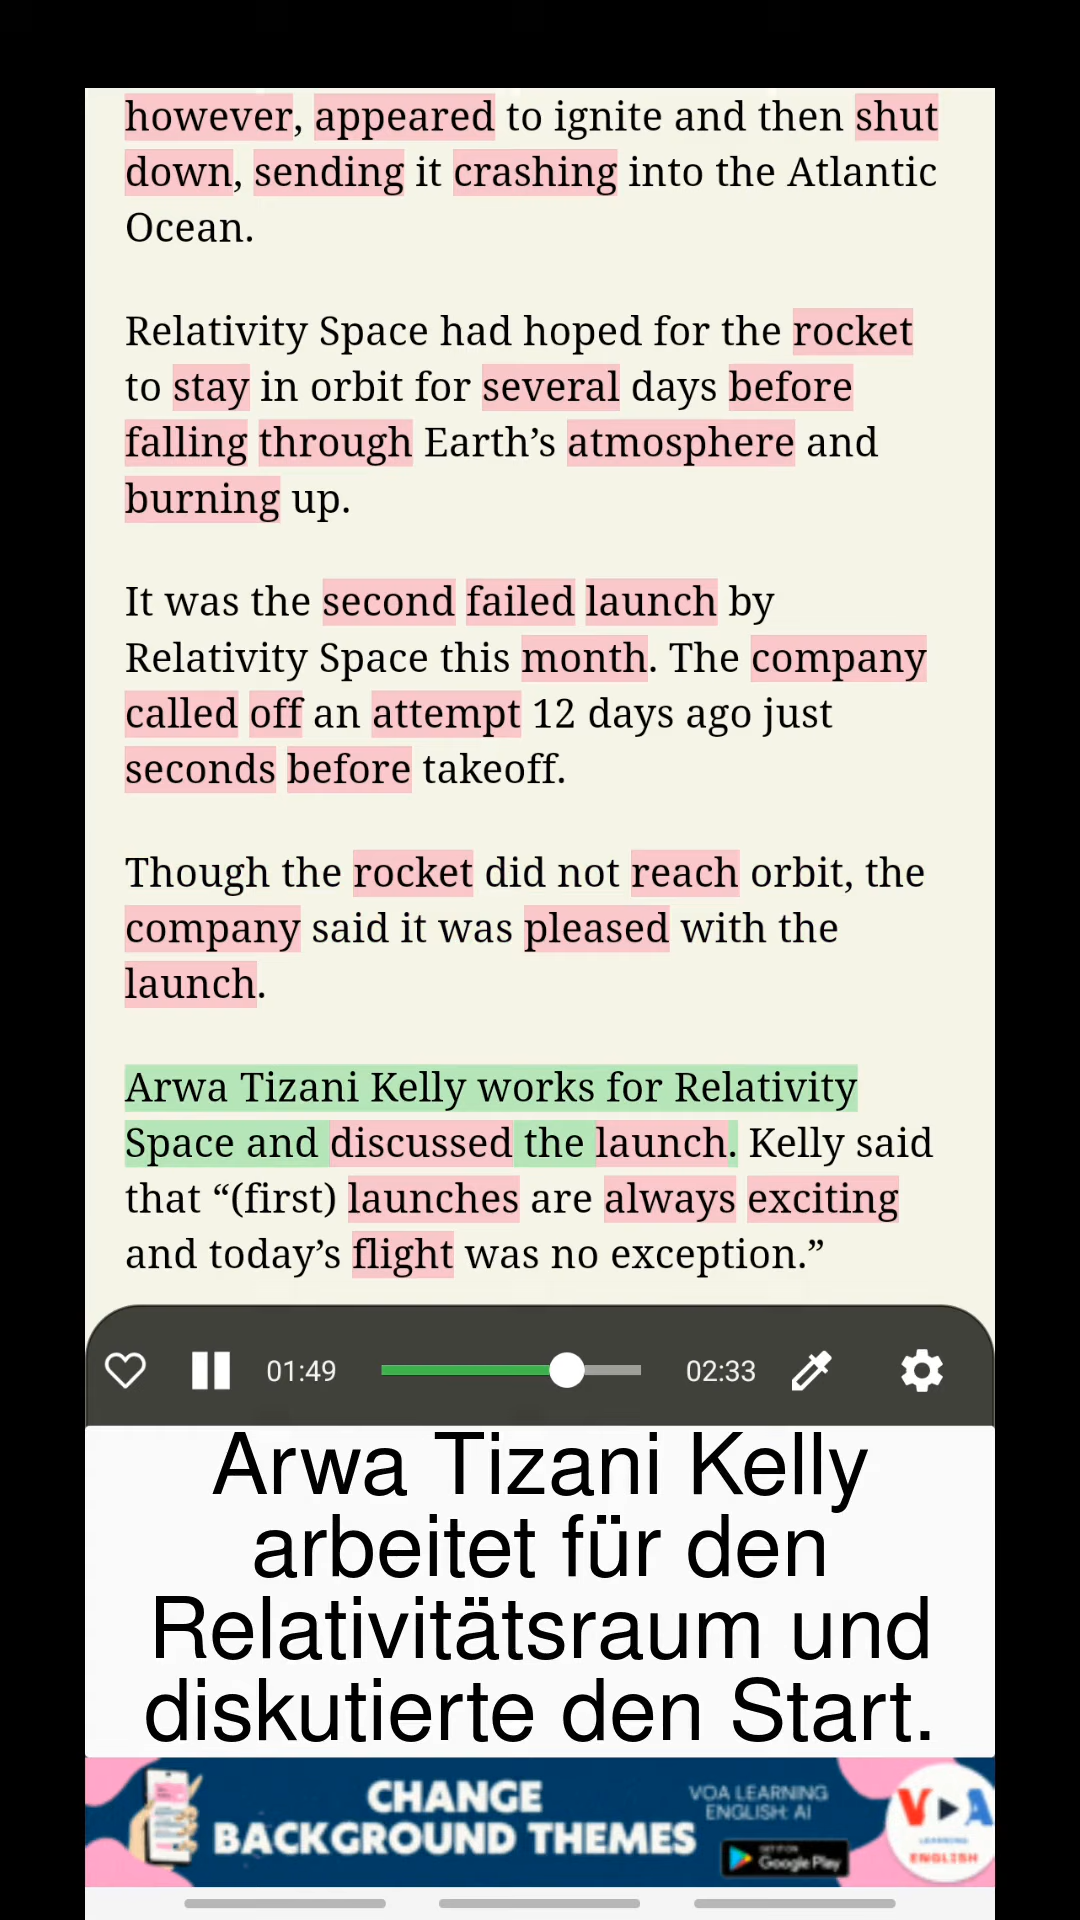 however, appeared to ignite and then shut
down, sending it crashing into the Atlantic
Ocean.
Relativity Space had hoped for the rocket
to stay in orbit for several days before
falling through Earth’s atmosphere and
burning up.
It was the second failed launch by
Relativity Space this month. The company
called off an attempt 12 days ago just
seconds before takeoff.
Though the rocket did not reach orbit, the
company said it was pleased with the
launch.
Arwa Tizani Kelly works for Relativity
Space and discussed the launch. Kelly said
that “(first) launches are always exciting
and today’s flight was no exception.”
01:49
02:33
Arwa Tizani Kelly
arbeitet für den
Relativitätsraum und
diskutierte den Start.
CHANGE
BACKGROUND THEMES
VOA LEARNING
ENGLISH: AI
GET IT ON
Google Play
VOA
LEARNING
ENGLISH